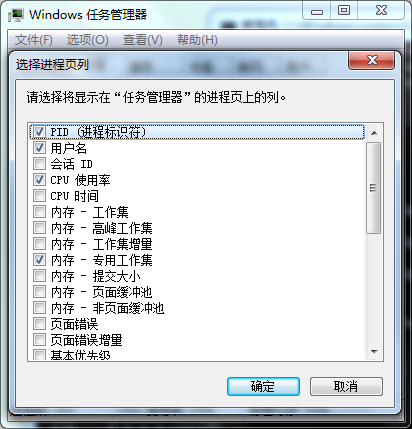 Windows 任务管理器
文件(F) 选项(O) 查看(V) 帮助(H)
选择进程页列
请选择将显示在“任务管理器”的进程页上的列。
PID (进程标识符)
用户名
会话 ID
CPU 使用率
CPU 时间
内存 - 工作集
内存 - 高峰工作集
内存 - 工作集增量
内存 - 专用工作集
内存 - 提交大小
内存 - 页面缓冲池
内存 - 非页面缓冲池
页面错误
页面错误增量
基本优先级
确定 取消